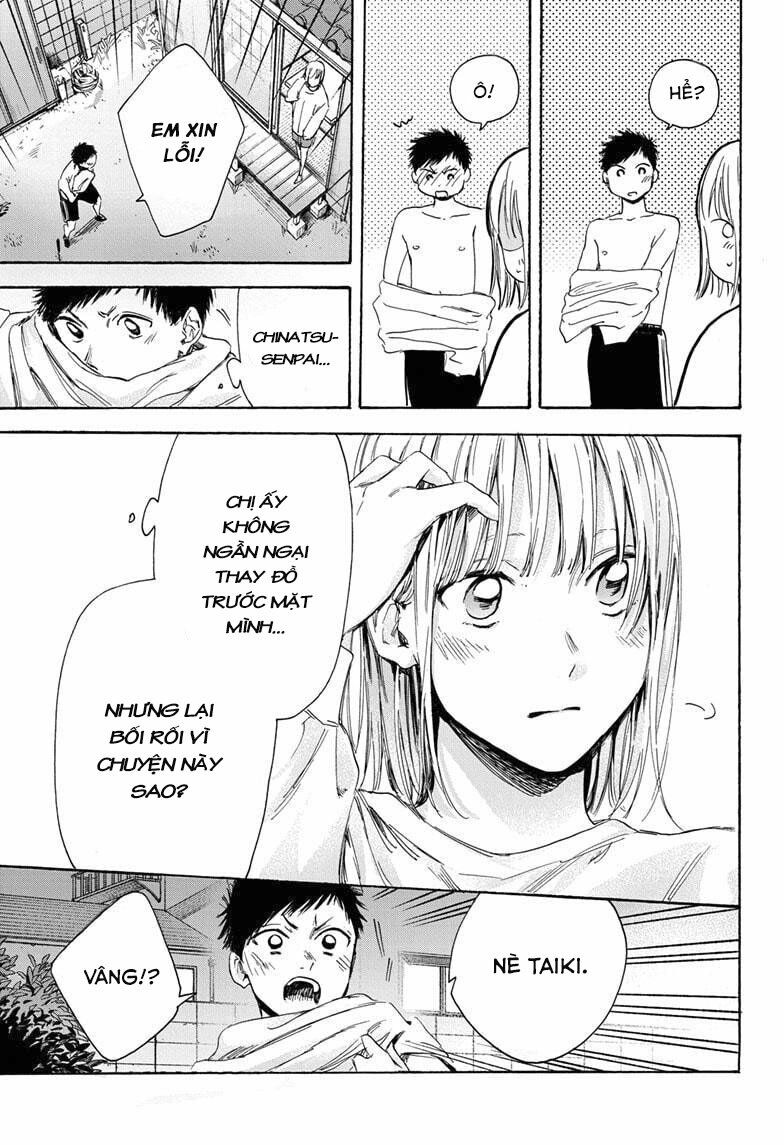 HỂ?
Ô!
EM XIN
LỖI!
CHINATSU-
SENPAI...
CHỊ ẤY
KHÔNG
NGẦN NGẠI
THAY ĐỒ
TRƯỚC MẶT
MÌNH...
NHƯNG LẠI
BỐI RỐI VÌ
CHUYỆN NÀY
SAO?
NÈ TAIKI.
VÂNG!?